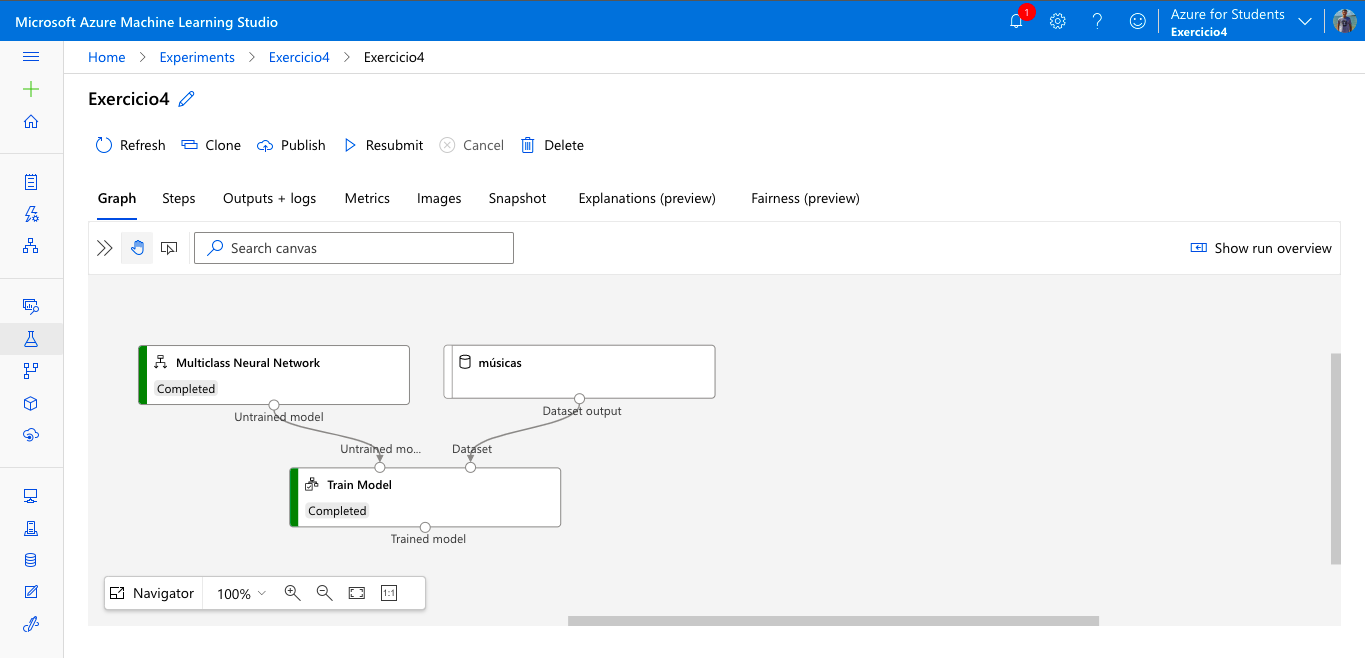 Microsoft Azure Machine Learning Studio
1
Azure for Students
Exercicio4
Home > Experiments > Exercicio4 > Exercicio4
Exercicio4
Refresh Clone Publish Resubmit Cancel Delete
Graph Steps Outputs + logs Metrics Images Snapshot Explanations (preview) Fairness (preview)
Search canvas
Show run overview
Multiclass Neural Network
Completed
Untrained model
músicas
Dataset output
Untrained mo...
Dataset
Train Model
Completed
Trained model
Navigator 100% 1:1